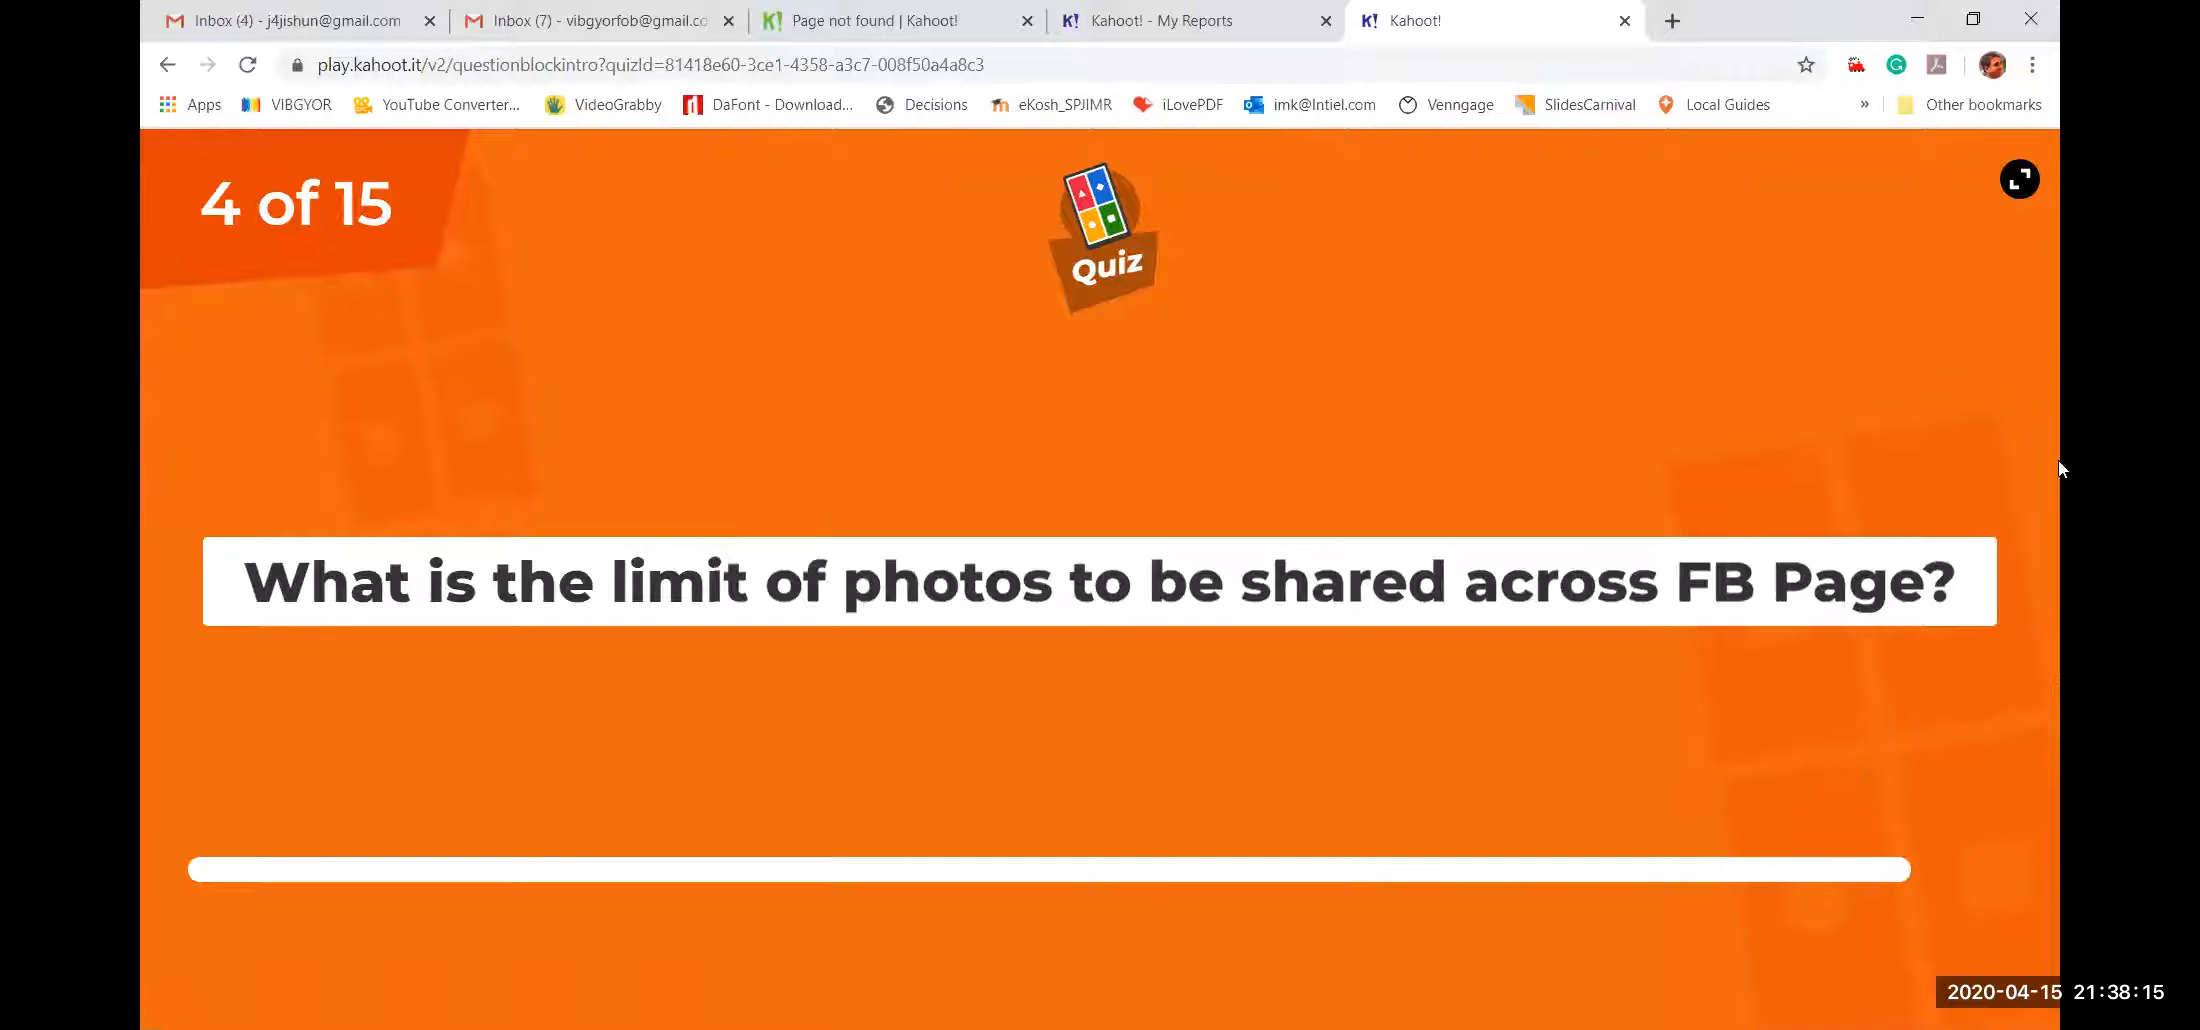 Inbox (4) - j4jishun@gmail.com
Inbox (7) - vibgyorfob@gmail.co
Page not found | Kahoot!
Kahoot! - My Reports
Kahoot!
play.kahoot.it/v2/questionblockintro?quizId=81418e60-3ce1-4358-a3c7-008f50a4a8c3
Apps VIBGYOR YouTube Converter... VideoGrabby DaFont - Download... Decisions eKosh_SPJIMR iLovePDF imk@Intiel.com Venngage SlidesCarnival Local Guides » Other bookmarks
4 of 15
Quiz
What is the limit of photos to be shared across FB Page?
2020-04-15 21:38:15